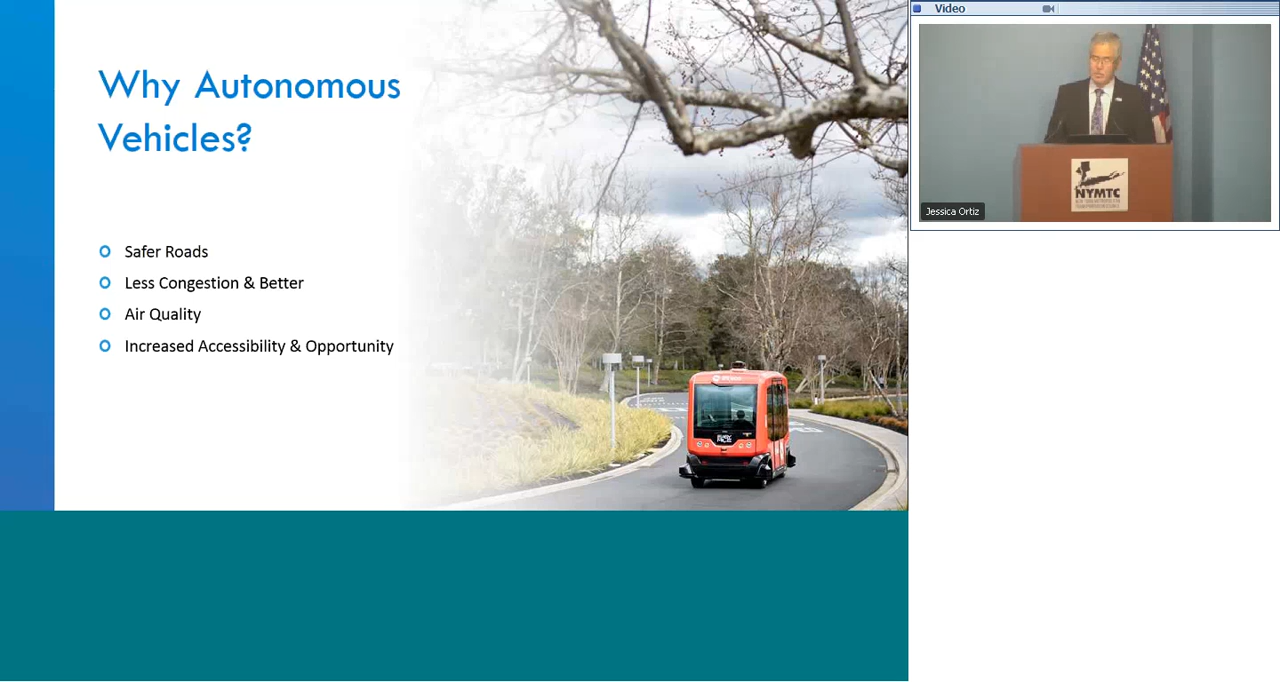 Why Autonomous
Vehicles?
Safer Roads
Less Congestion & Better
Air Quality
Increased Accessibility & Opportunity
Video
NYMTC
Jessica Ortiz